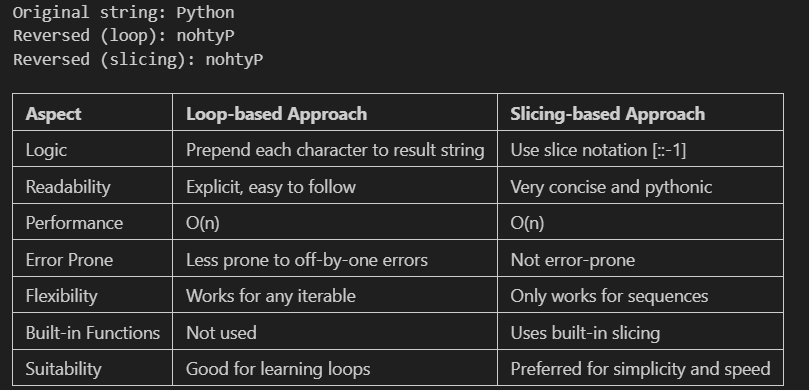 Original string: Python
Reversed (loop): nohtyP
Reversed (slicing): nohtyP
Aspect Loop-based Approach Slicing-based Approach
Logic Prepend each character to result string Use slice notation [::-1]
Readability Explicit, easy to follow Very concise and pythonic
Performance O(n) O(n)
Error Prone Less prone to off-by-one errors Not error-prone
Flexibility Works for any iterable Only works for sequences
Built-in Functions Not used Uses built-in slicing
Suitability Good for learning loops Preferred for simplicity and speed